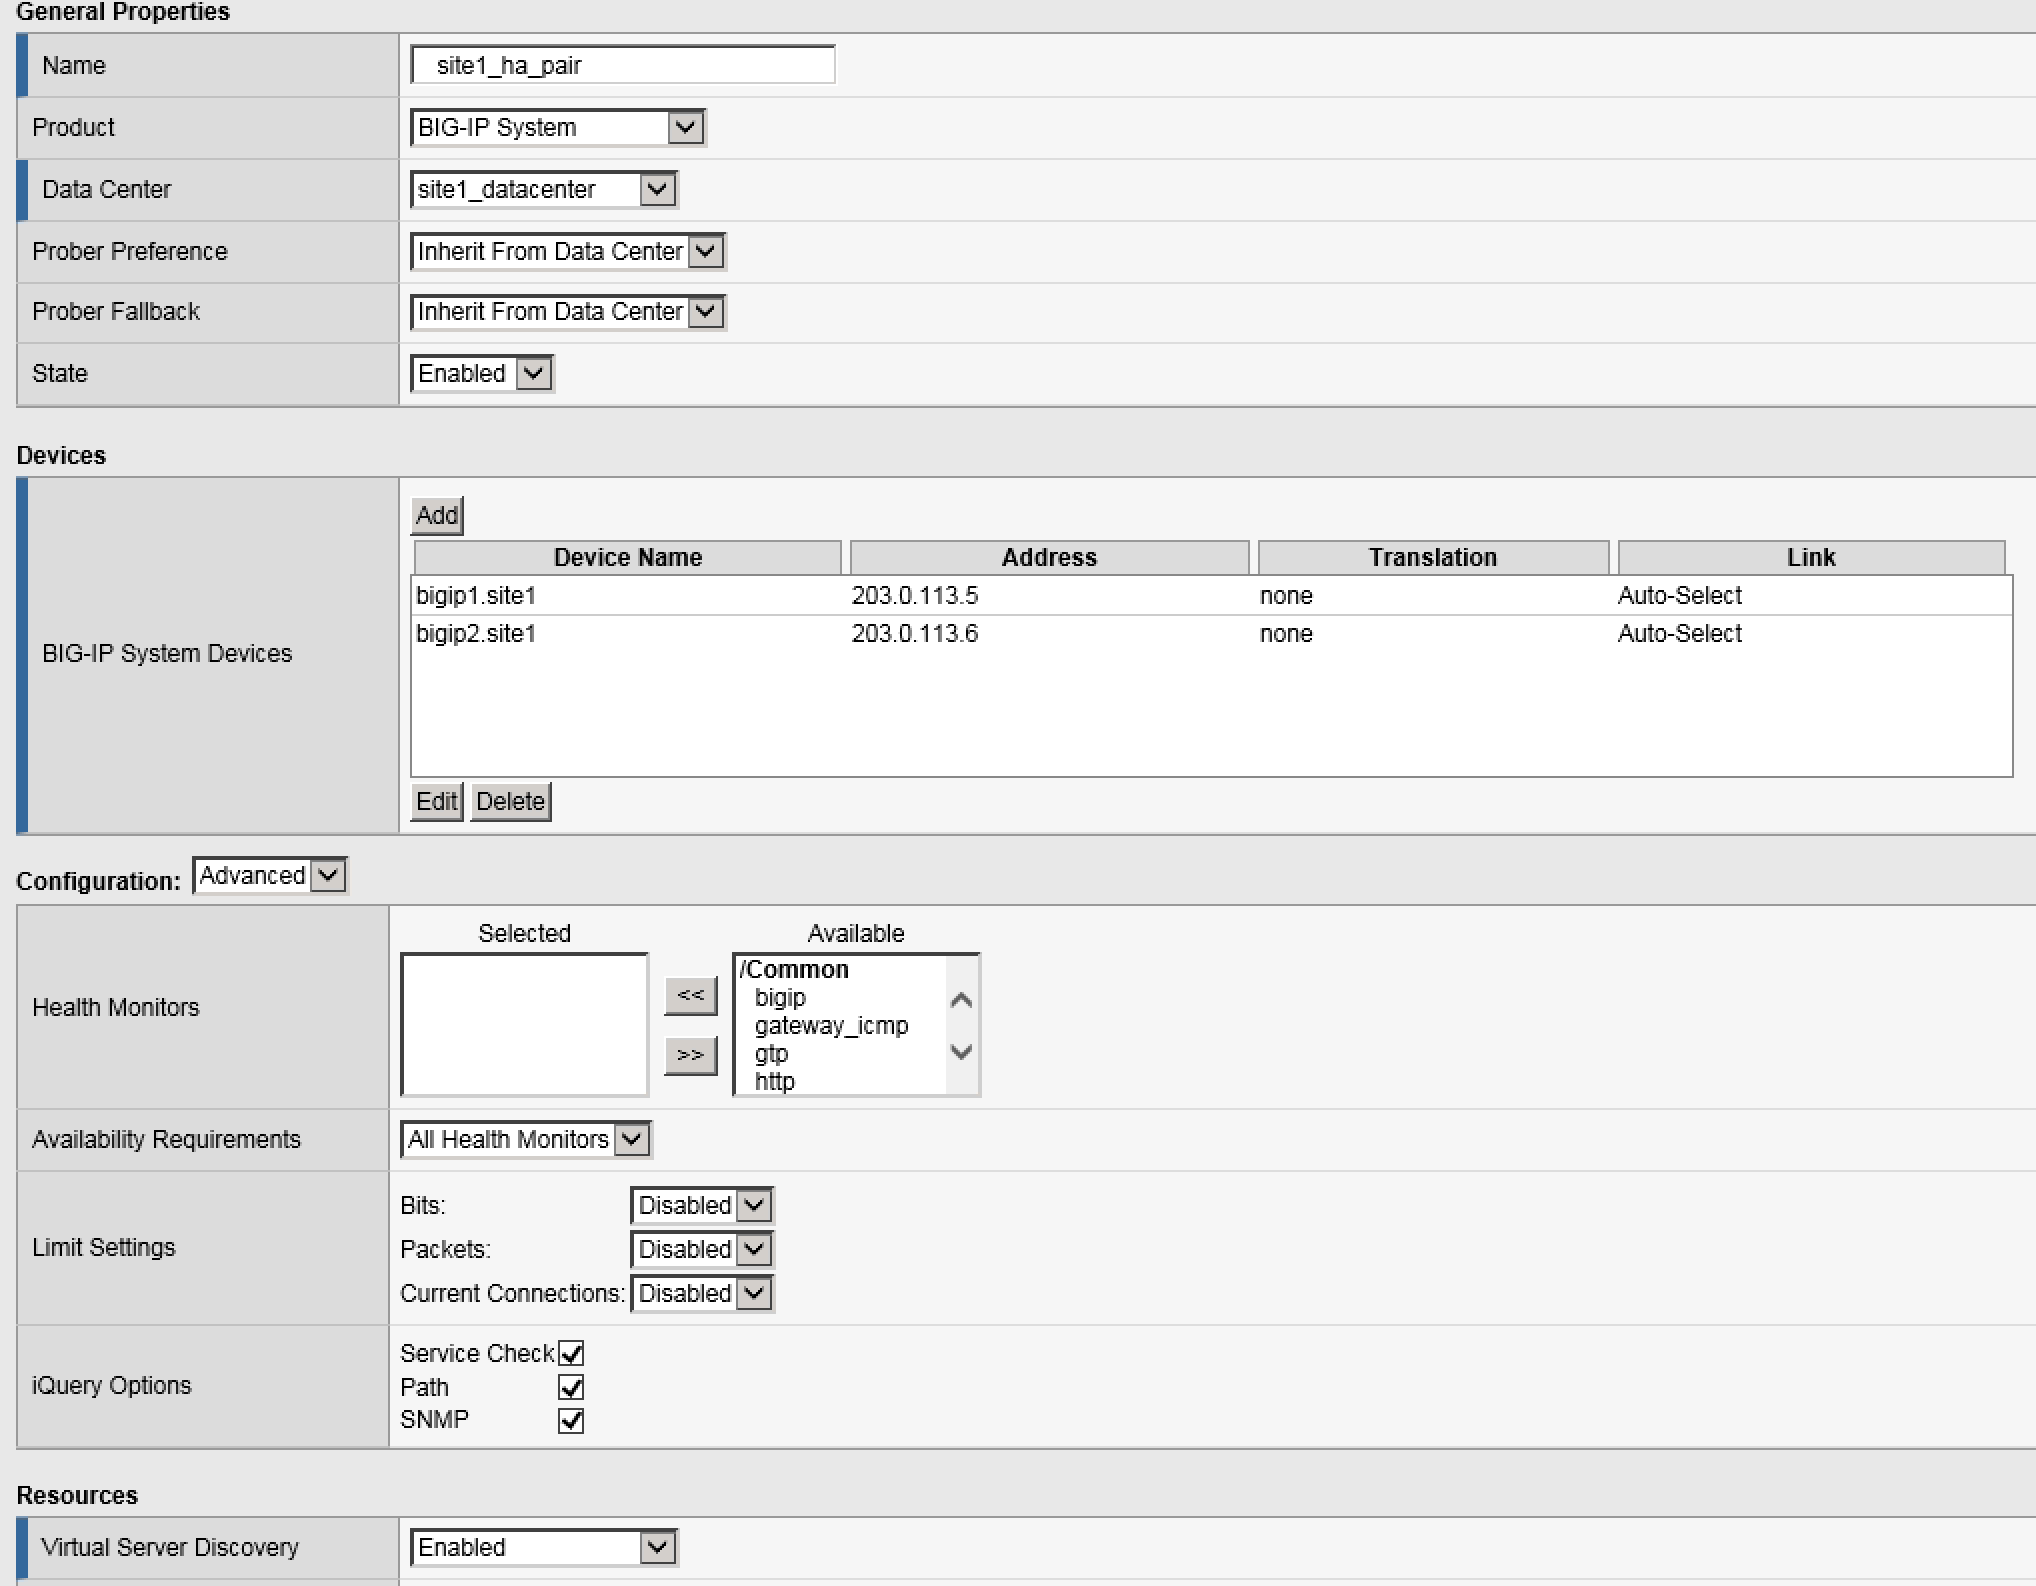 General Properties
Name site1_ha_pair
Product BIG-IP System
Data Center site1_datacenter
Prober Preference Inherit From Data Center
Prober Fallback Inherit From Data Center
State Enabled
Devices
Add
Device Name Address Translation Link
bigip1.site1 203.0.113.5 none Auto-Select
bigip2.site1 203.0.113.6 none Auto-Select
BIG-IP System Devices
Edit Delete
Configuration: Advanced
Selected Available
/Common
bigip
<<
Health Monitors
gateway_icmp
gtp
>>
http
Availability Requirements All Health Monitors
Bits: Disabled
Limit Settings
Packets: Disabled
Current Connections: Disabled
Service Check
iQuery Options
Path
SNMP
Resources
Virtual Server Discovery Enabled